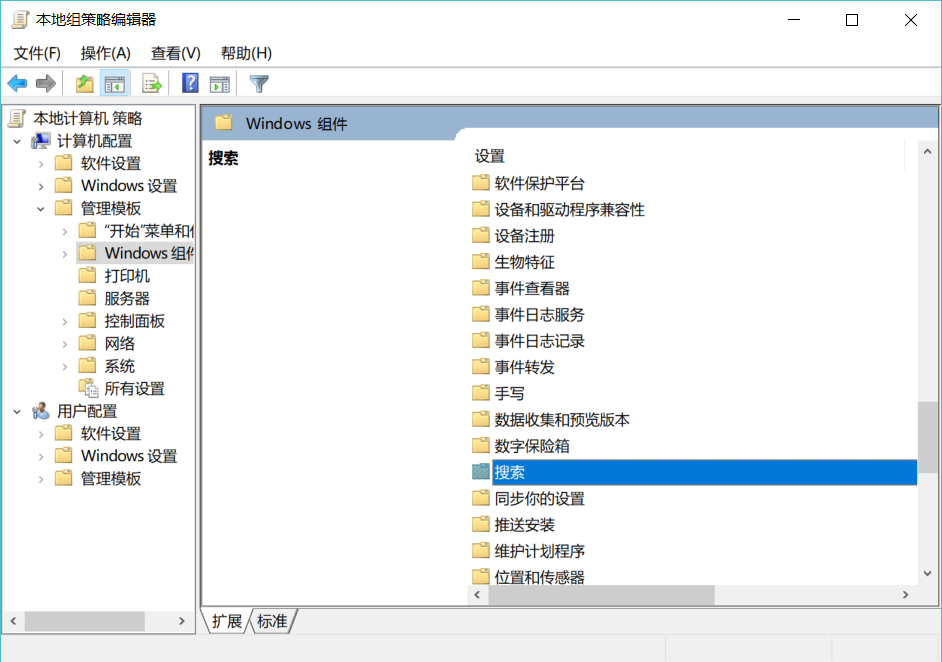 本地组策略编辑器
文件(F) 操作(A) 查看(V) 帮助(H)
本地计算机 策略
计算机配置
软件设置
Windows 设置
管理模板
"开始"菜单和
Windows 组件
打印机
服务器
控制面板
网络
系统
所有设置
用户配置
软件设置
Windows 设置
管理模板
Windows 组件
搜索
设置
软件保护平台
设备和驱动程序兼容性
设备注册
生物特征
事件查看器
事件日志服务
事件日志记录
事件转发
手写
数据收集和预览版本
数字保险箱
搜索
同步你的设置
推送安装
维护计划程序
位置和传感器
扩展 标准